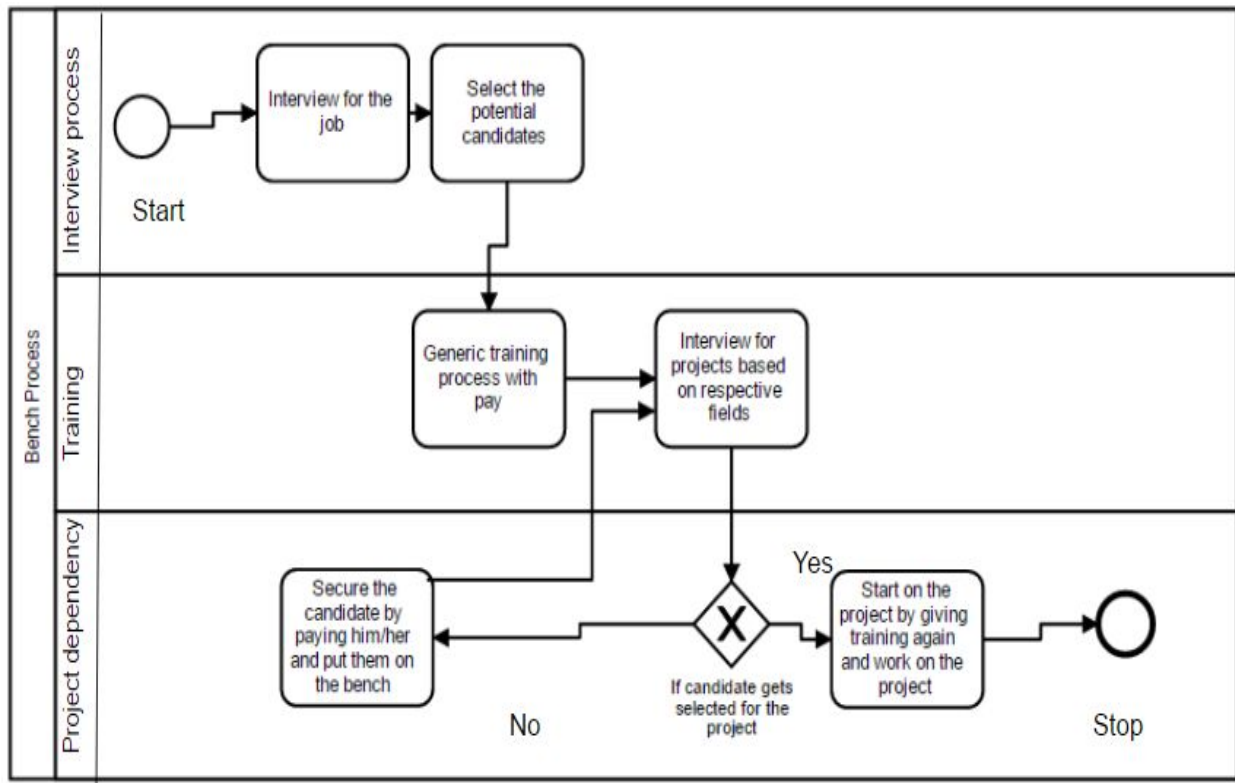 Bench Process
Interview process
Start
Interview for the
job
Select the
potential
candidates
Training
Generic training
process with
pay
Interview for
projects based
on respective
fields
Project dependency
Secure the
candidate by
paying him/her
and put them on
the bench
No
X
If candidate gets
selected for the
project
Yes
Start on the
project by giving
training again
and work on the
project
Stop